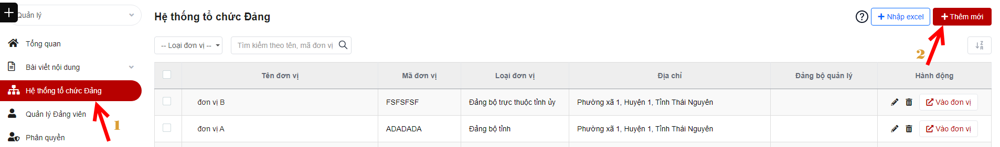 Quản lý
Tổng quan
Bài viết nội dung
Hệ thống tổ chức Đảng
Quản lý Đảng viên
Phân quyền
1
Hệ thống tổ chức Đảng
? Nhập excel Thêm mới
2
-- Loại đơn vị -- Tìm kiếm theo tên, mã đơn vị
Z
A
Tên đơn vị Mã đơn vị Loại đơn vị Địa chỉ Đảng bộ quản lý Hành động
đơn vị B FSFSFSF Đảng bộ trực thuộc tỉnh ủy Phường xã 1, Huyện 1, Tỉnh Thái Nguyên Vào đơn vị
đơn vị A ADADADA Đảng bộ tỉnh Phường xã 1, Huyện 1, Tỉnh Thái Nguyên Vào đơn vị